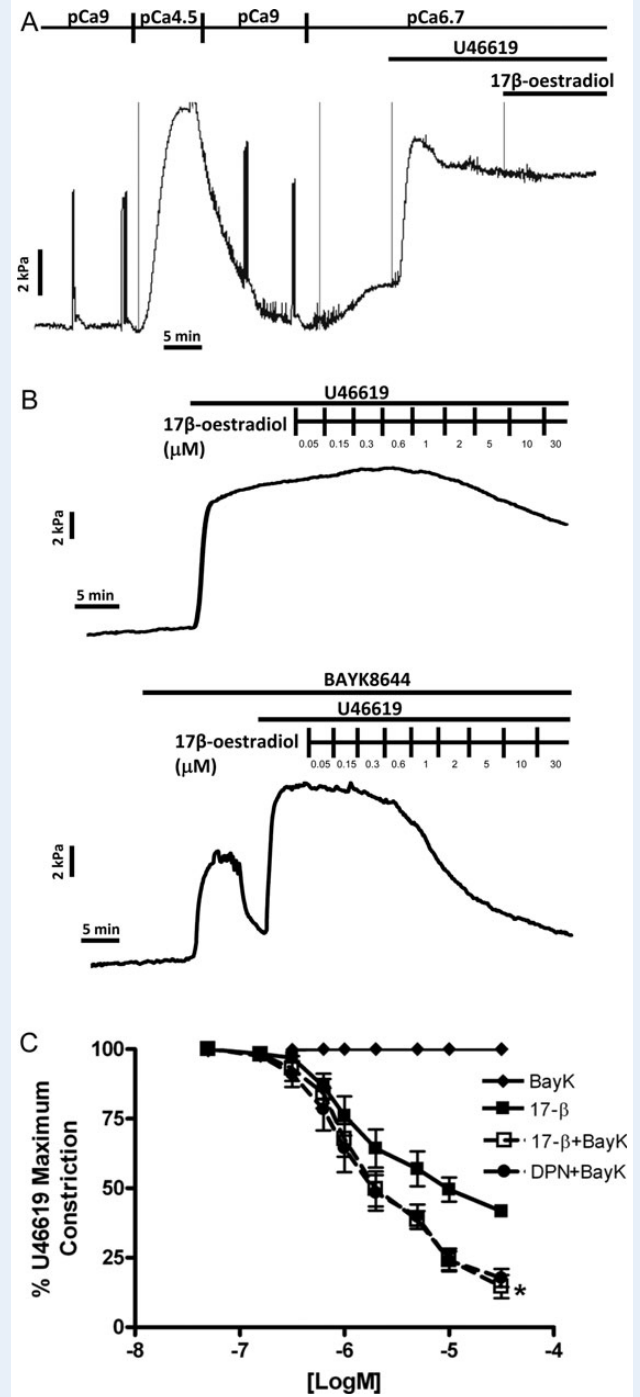 A
pCa9 pCa4.5 pCa9 pCa6.7
U46619
17β-oestradiol
2 kPa
5 min
B
U46619
17β-oestradiol
(μM)
0.05 0.15 0.3 0.6 1 2 5 10 30
2 kPa
5 min
BAYK8644
U46619
17β-oestradiol
(μM)
0.05 0.15 0.3 0.6 1 2 5 10 30
2 kPa
5 min
C
% U46619 Maximum
Constriction
100
75
50
25
0
BayK
17-β
17-β+BayK
DPN+BayK
*
-8 -7 -6 -5 -4
[LogM]